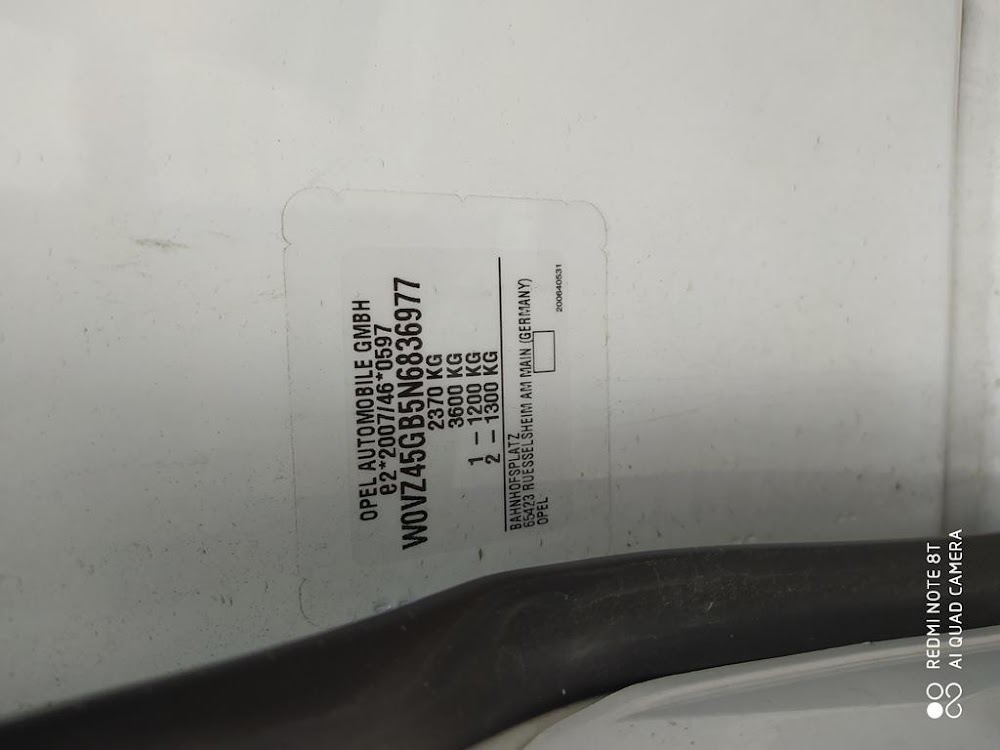 OPEL AUTOMOBILE GMBH
e2*2007/46*0597
W0VZ45GB5N6836977
2370 KG
3600 KG
1 – 1200 KG
2 – 1300 KG
BAHNHOFSPLATZ
65423 RUESSELSHEIM AM MAIN (GERMANY)
OPEL
200640531
REDMI NOTE 8T
AI QUAD CAMERA